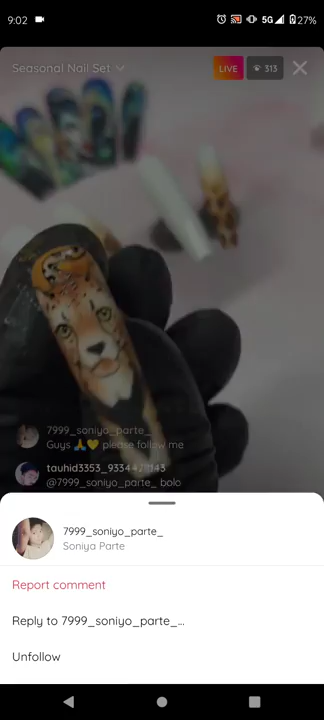 9:02
5G
27%
Seasonal Nail Set
LIVE
313
7999_soniyo_parte_
Guys 🙏💛 please follow me
@7999_soniyo_parte_ bolo
7999_soniyo_parte_
Soniya Parte
Report comment
Reply to 7999_soniyo_parte_...
Unfollow